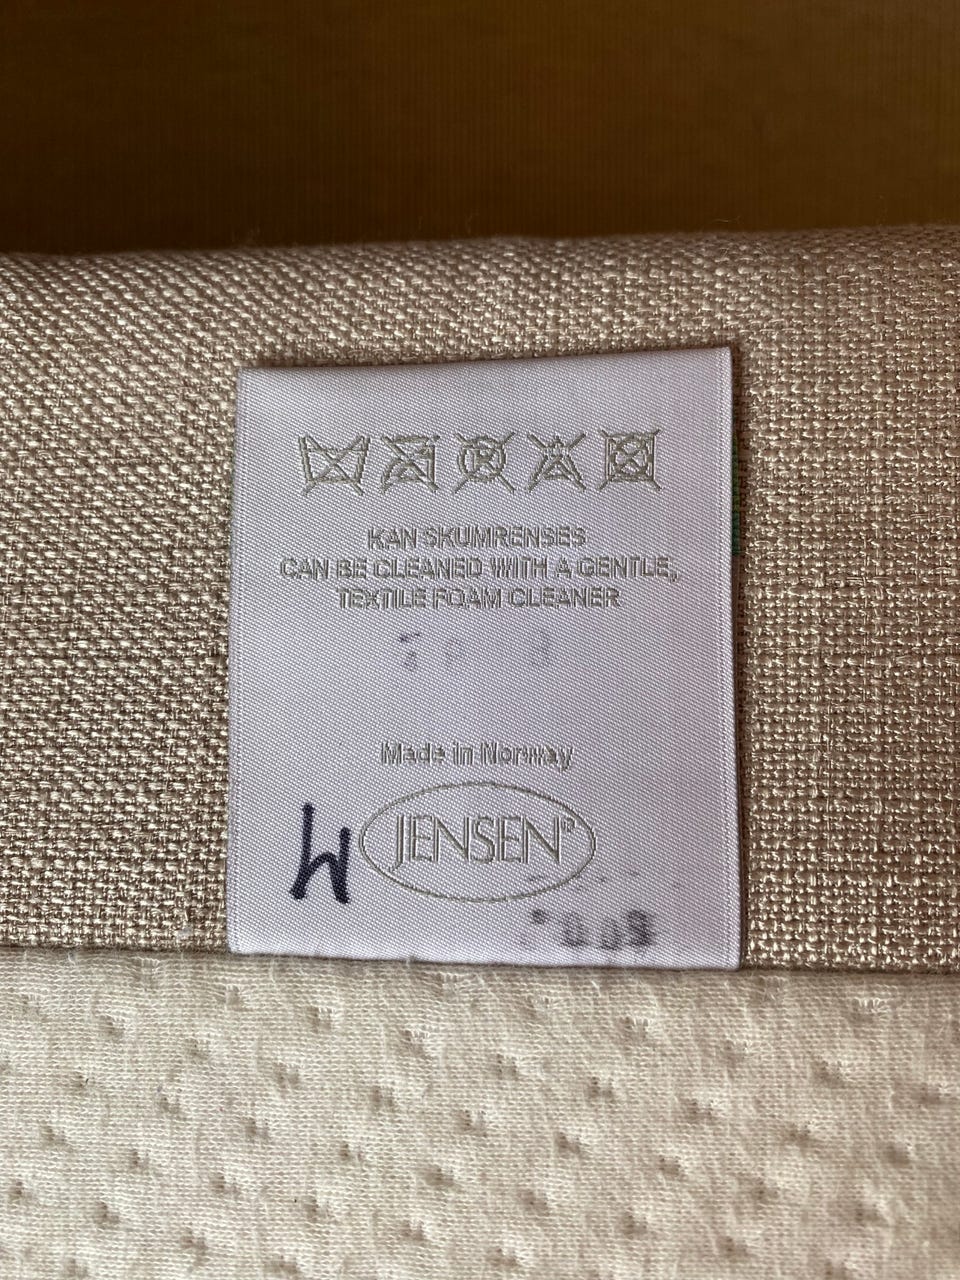 KAN SKUMRENSES
CAN BE CLEANED WITH A GENTLE,
TEXTILE FOAM CLEANER
Made in Norway
JENSEN®